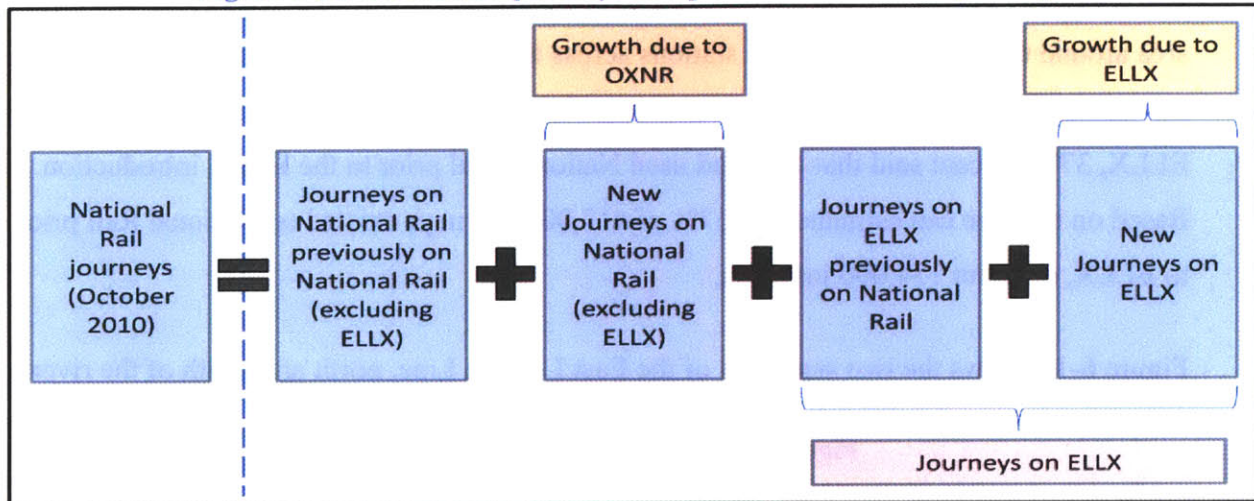 Growth due to
OXNR
Growth due to
ELLX
National
Rail
journeys
(October
2010)
=
Journeys on
National Rail
previously on
National Rail
(excluding
ELLX)
+
New
Journeys on
National
Rail
(excluding
ELLX)
+
Journeys on
ELLX
previously
on National
Rail
+
New
Journeys on
ELLX
Journeys on ELLX